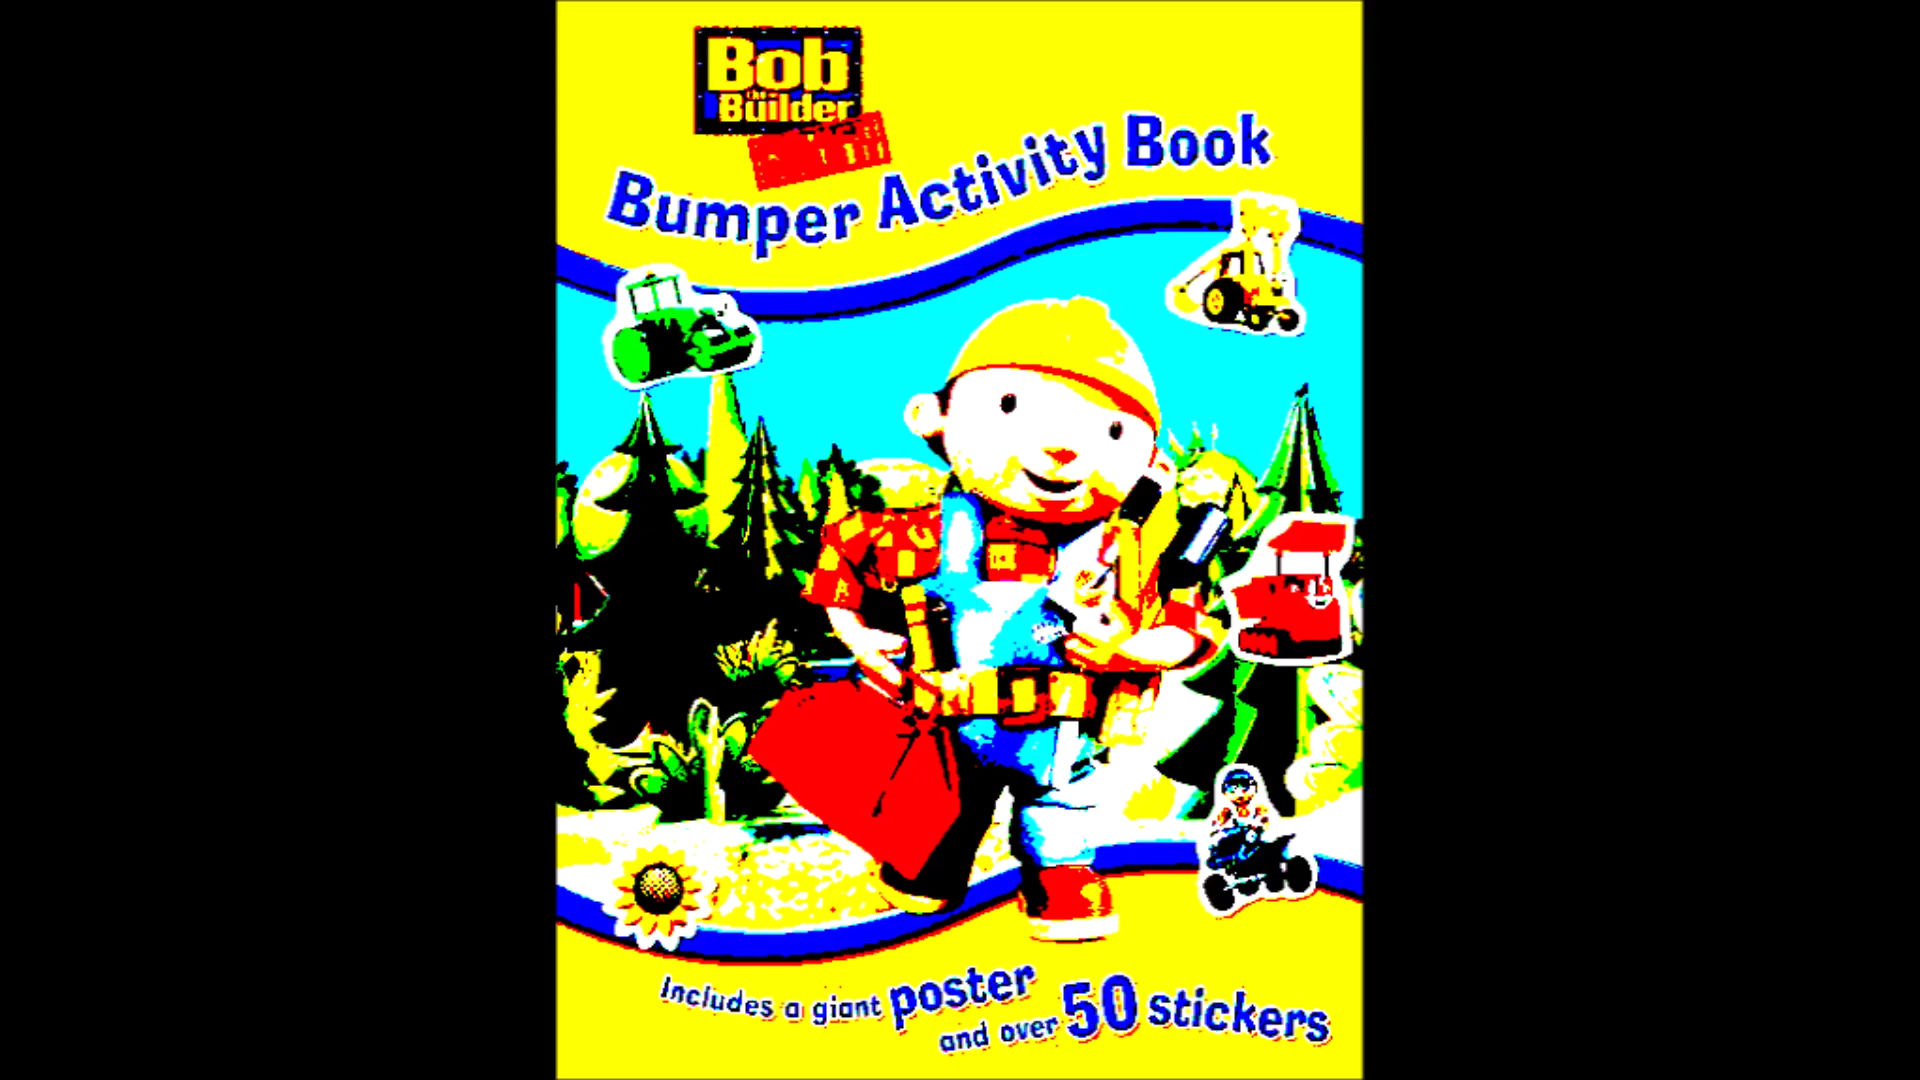 Bob
the
Builder
Bumper Activity Book
Includes a giant poster
and over 50 stickers